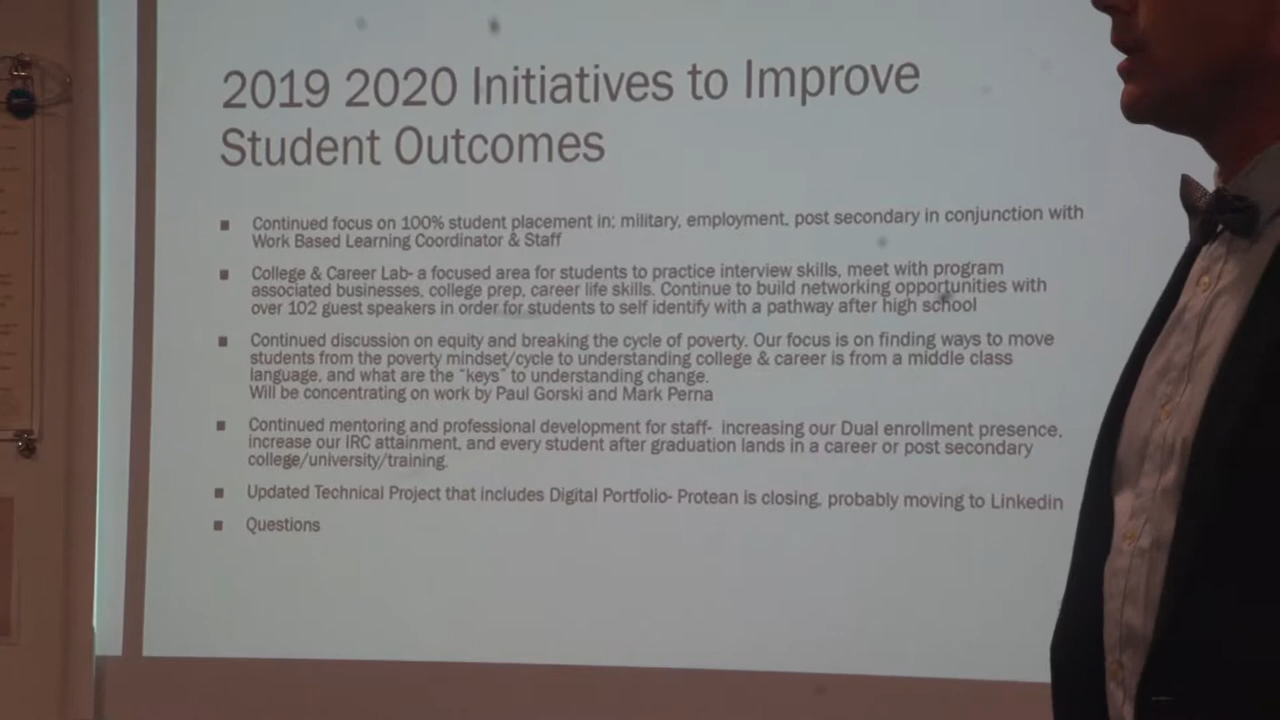 2019 2020 Initiatives to Improve
Student Outcomes
■ Continued focus on 100% student placement in; military, employment, post secondary in conjunction with
Work Based Learning Coordinator & Staff
■ College & Career Lab- a focused area for students to practice interview skills, meet with program
associated businesses, college prep, career life skills. Continue to build networking opportunities with
over 102 guest speakers in order for students to self identify with a pathway after high school
■ Continued discussion on equity and breaking the cycle of poverty. Our focus is on finding ways to move
students from the poverty mindset/cycle to understanding college & career is from a middle class
language, and what are the "keys" to understanding change.
Will be concentrating on work by Paul Gorski and Mark Perna
■ Continued mentoring and professional development for staff- increasing our Dual enrollment presence,
increase our IRC attainment, and every student after graduation lands in a career or post secondary
college/university/training.
■ Updated Technical Project that includes Digital Portfolio- Protean is closing, probably moving to Linkedin
■ Questions